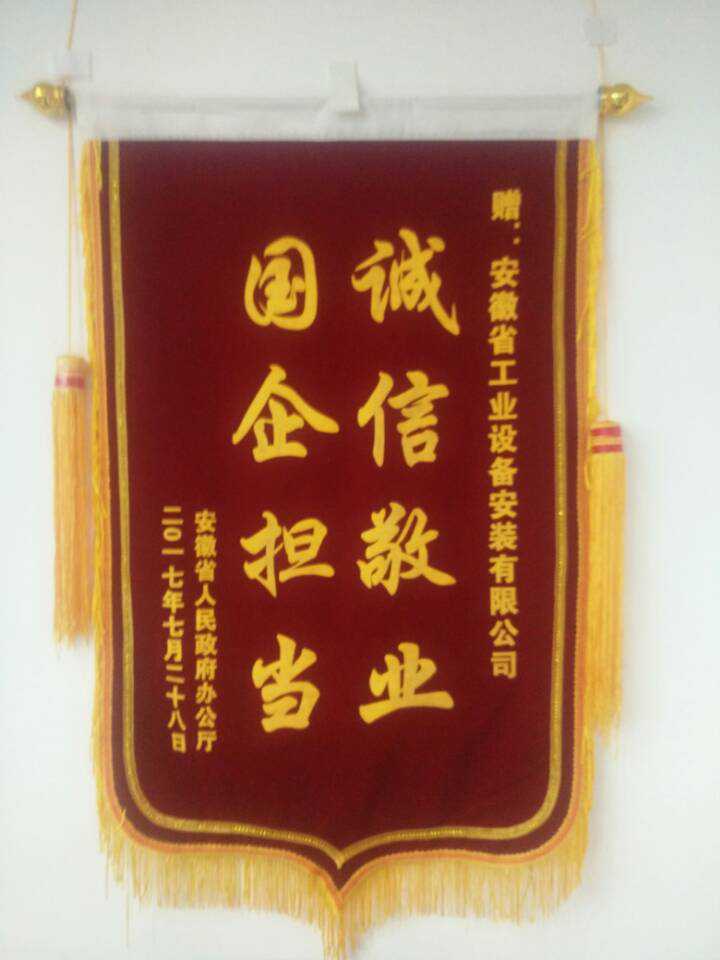 赠：安徽省工业设备安装有限公司
诚信敬业
国企担当
安徽省人民政府办公厅
二〇一七年七月二十八日